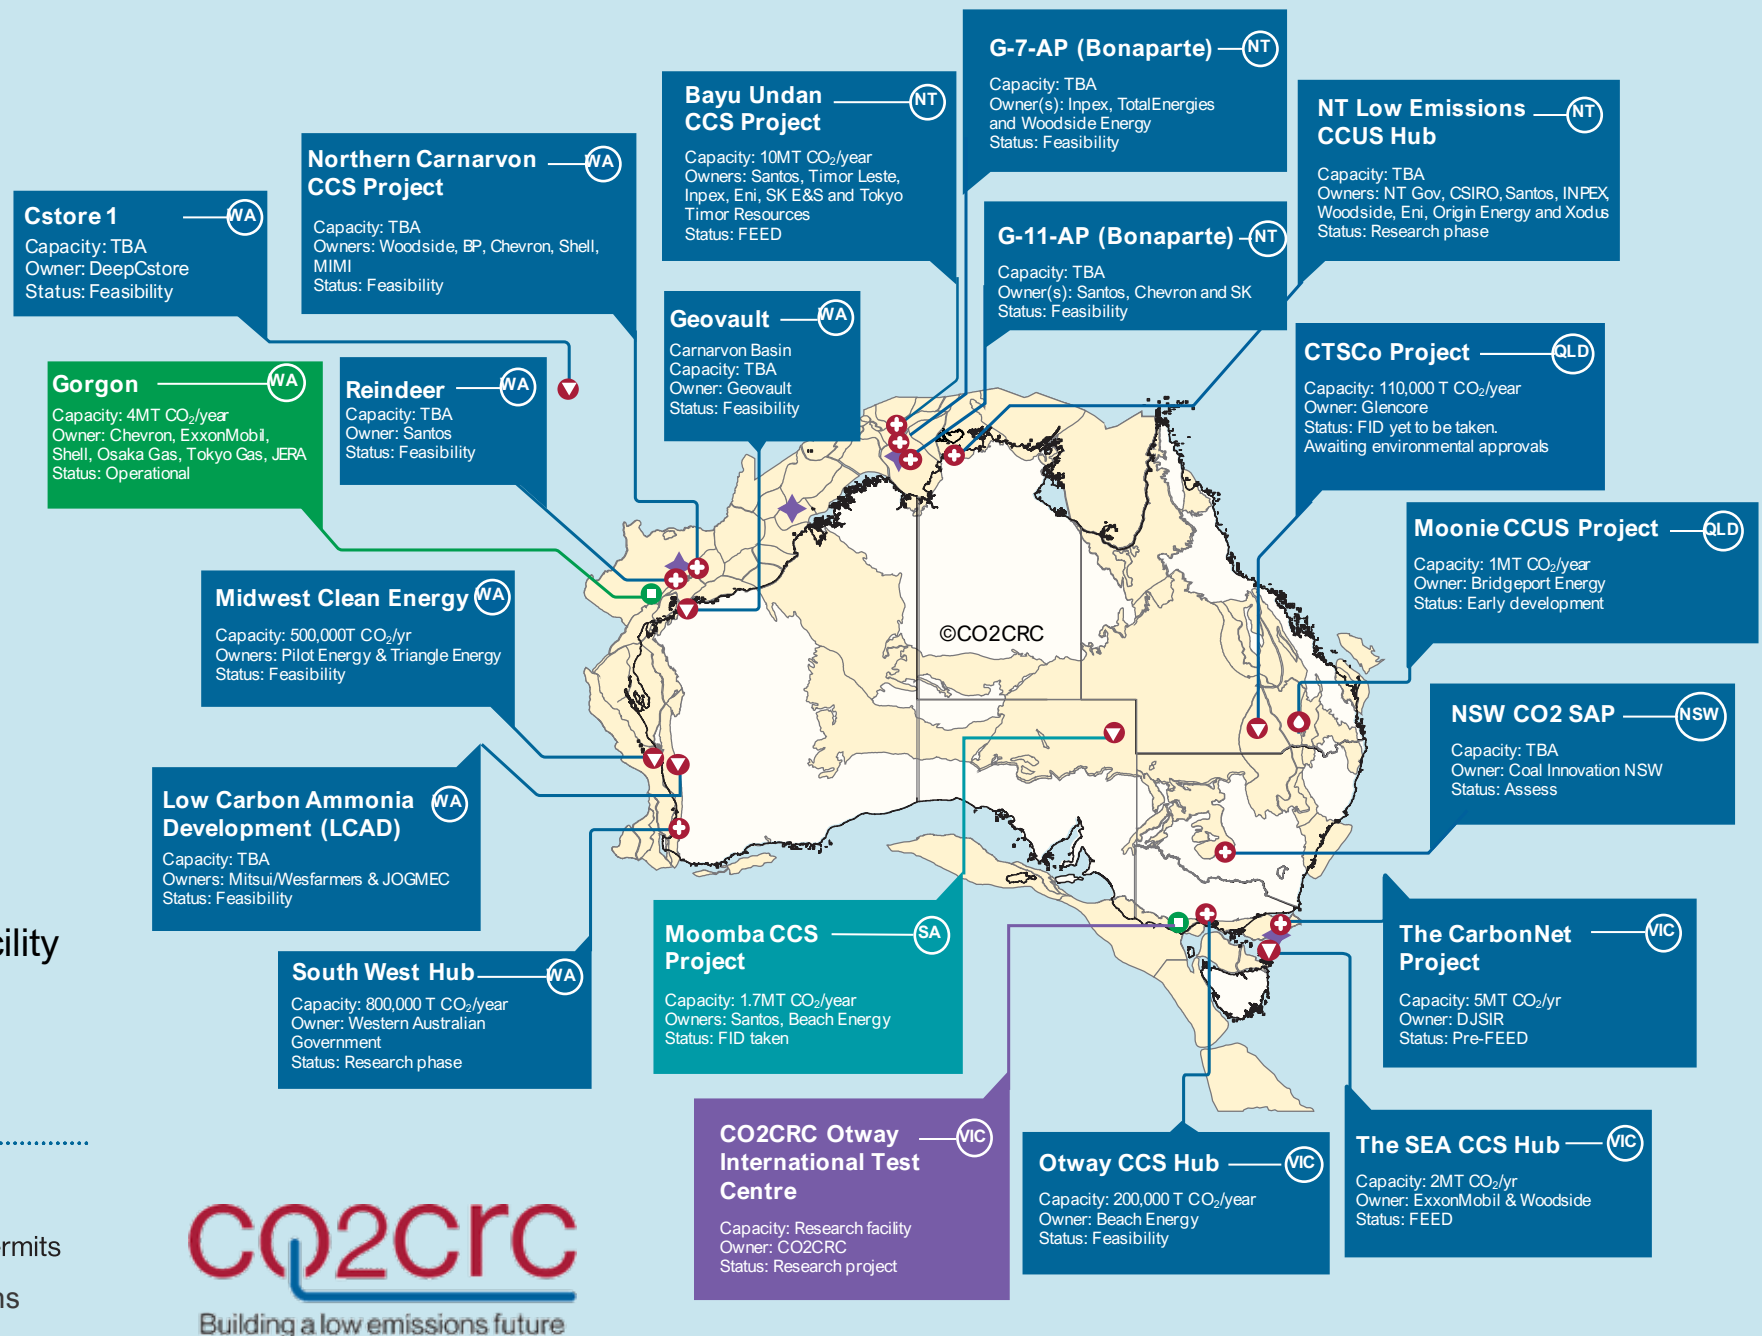 G-7-AP (Bonaparte) NT
Capacity: TBA
Owner(s): Inpex, TotalEnergies
and Woodside Energy
Status: Feasibility
Bayu Undan NT
CCS Project
Capacity: 10MT CO₂/year
Owners: Santos, Timor Leste,
Inpex, Eni, SK E&S and Tokyo
Timor Resources
Status: FEED
NT Low Emissions NT
CCUS Hub
Capacity: TBA
Owners: NT Gov, CSIRO, Santos, INPEX,
Woodside, Eni, Origin Energy and Xodus
Status: Research phase
Northern Carnarvon WA
CCS Project
Capacity: TBA
Owners: Woodside, BP, Chevron, Shell,
MIMI
Status: Feasibility
Cstore 1 WA
Capacity: TBA
Owner: DeepCstore
Status: Feasibility
G-11-AP (Bonaparte) NT
Capacity: TBA
Owner(s): Santos, Chevron and SK
Status: Feasibility
Geovault WA
Carnarvon Basin
Capacity: TBA
Owner: Geovault
Status: Feasibility
CTSCo Project QLD
Capacity: 110,000 T CO₂/year
Owner: Glencore
Status: FID yet to be taken.
Awaiting environmental approvals
Gorgon WA
Capacity: 4MT CO₂/year
Owner: Chevron, ExxonMobil,
Shell, Osaka Gas, Tokyo Gas, JERA
Status: Operational
Reindeer WA
Capacity: TBA
Owner: Santos
Status: Feasibility
Moonie CCUS Project QLD
Capacity: 1MT CO₂/year
Owner: Bridgeport Energy
Status: Early development
Midwest Clean Energy WA
Capacity: 500,000T CO₂/yr
Owners: Pilot Energy & Triangle Energy
Status: Feasibility
©CO2CRC
NSW CO2 SAP NSW
Capacity: TBA
Owner: Coal Innovation NSW
Status: Assess
Low Carbon Ammonia WA
Development (LCAD)
Capacity: TBA
Owners: Mitsui/Wesfarmers & JOGMEC
Status: Feasibility
Moomba CCS SA
Project
Capacity: 1.7MT CO₂/year
Owners: Santos, Beach Energy
Status: FID taken
The CarbonNet VIC
Project
Capacity: 5MT CO₂/yr
Owner: DJSIR
Status: Pre-FEED
cility
South West Hub WA
Capacity: 800,000 T CO₂/year
Owner: Western Australian
Government
Status: Research phase
CO2CRC Otway VIC
International Test
Centre
Capacity: Research facility
Owner: CO2CRC
Status: Research project
Otway CCS Hub VIC
Capacity: 200,000 T CO₂/year
Owner: Beach Energy
Status: Feasibility
The SEA CCS Hub VIC
Capacity: 2MT CO₂/yr
Owner: ExxonMobil & Woodside
Status: FEED
rmits
ns
CO2CRC
Building a low emissions future